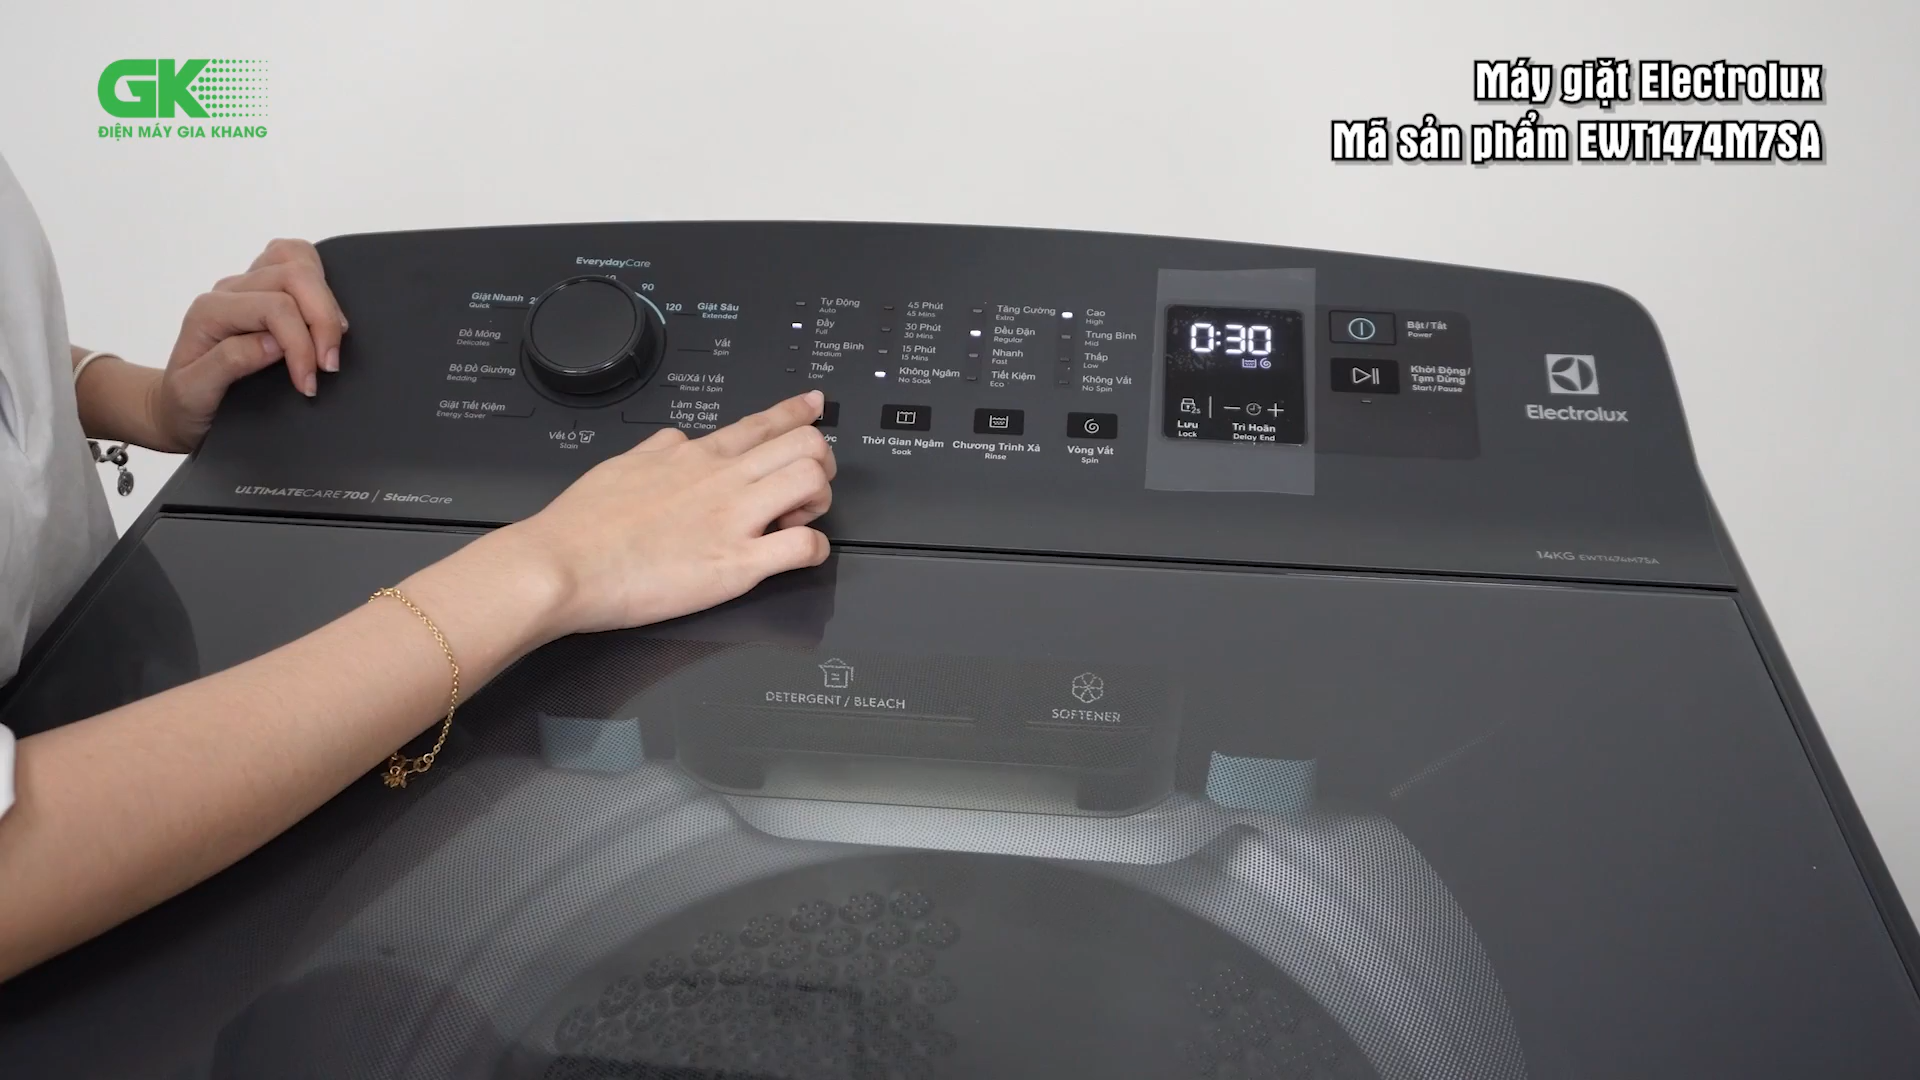 GK
ĐIỆN MÁY GIA KHANG
Máy giặt Electrolux
Mã sản phẩm EWT1474M7SA
EverydayCare
90
120
Giặt Sâu
Extended
Vắt
Spin
Giũ/Xả | Vắt
Rinse | Spin
Làm Sạch
Lồng Giặt
Tub Clean
Giặt Nhanh
Quick
Đồ Mỏng
Delicates
Bộ Đồ Giường
Bedding
Giặt Tiết Kiệm
Energy Saver
Vết Ố
Stain
Tự Động
Auto
Đầy
Full
Trung Bình
Medium
Thấp
Low
45 Phút
45 Mins
30 Phút
30 Mins
15 Phút
15 Mins
Không Ngâm
No Soak
Thời Gian Ngâm
Soak
Tăng Cường
Extra
Đều Đặn
Regular
Nhanh
Fast
Tiết Kiệm
Eco
Chương Trình Xả
Rinse
Cao
High
Trung Bình
Mid
Thấp
Low
Không Vắt
No Spin
Vòng Vắt
Spin
0:30
2s
Lưu
Lock
Trì Hoãn
Delay End
Bật/Tắt
Power
Khởi Động/
Tạm Dừng
Start/Pause
Electrolux
ULTIMATECARE 700 | StainCare
14KG EWT1474M7SA
DETERGENT / BLEACH
SOFTENER